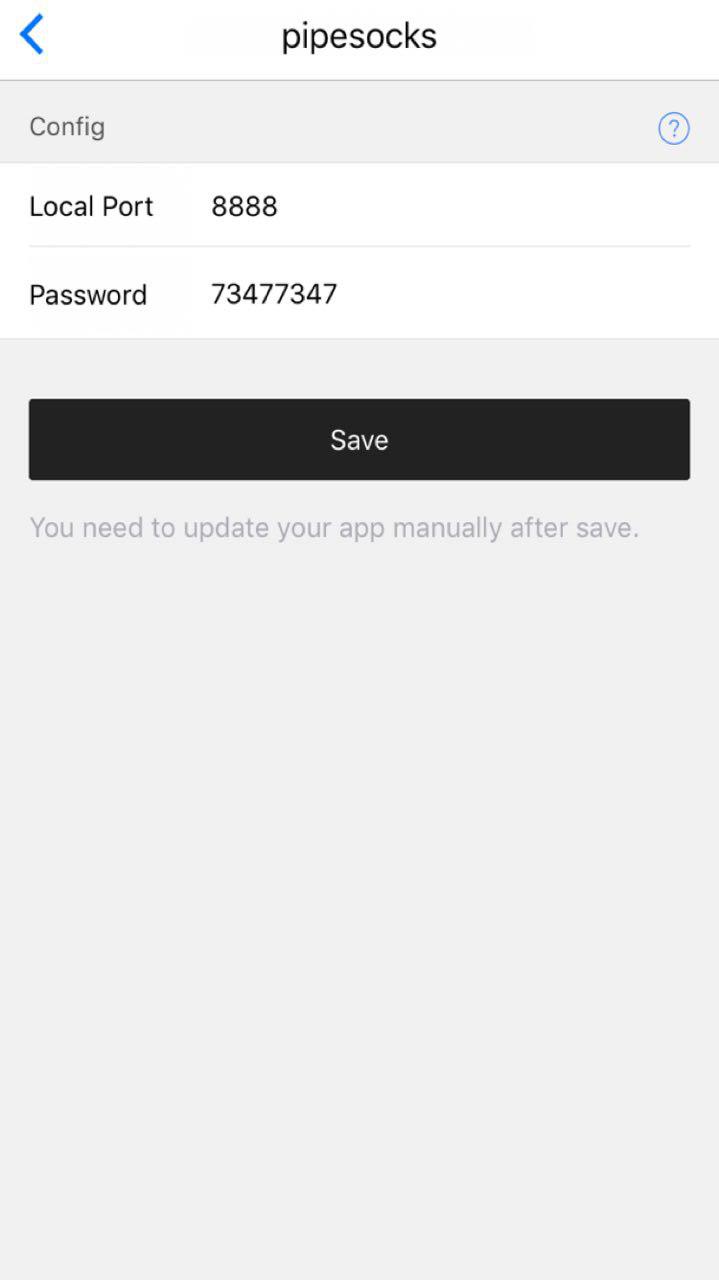 pipesocks
Config
?
Local Port 8888
Password 73477347
Save
You need to update your app manually after save.